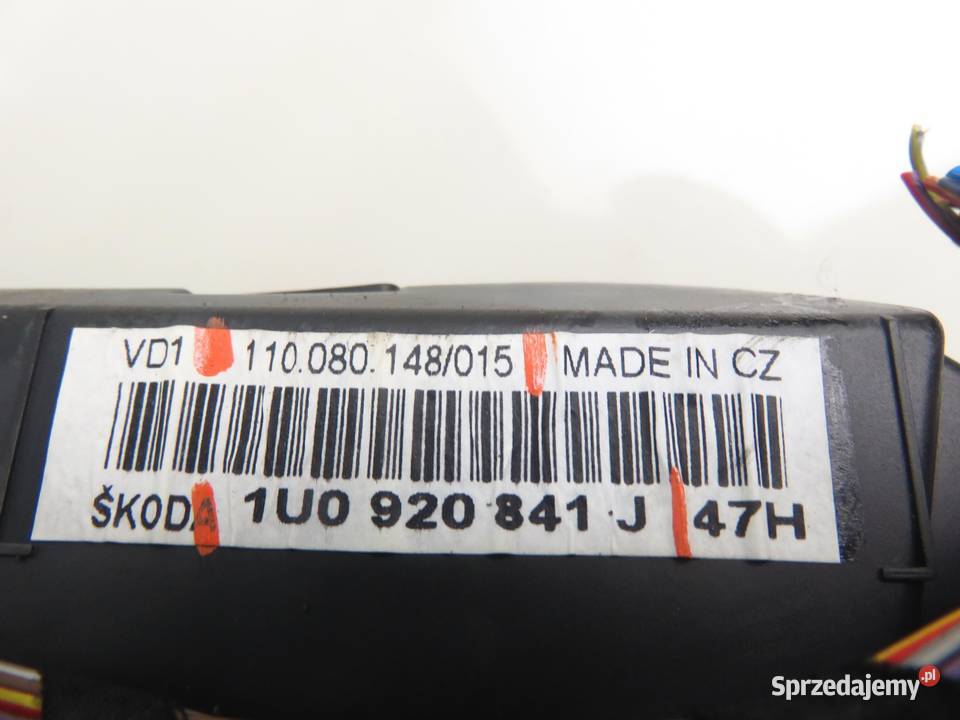 VD1 110.080.148/015 MADE IN CZ
ŠKODA 1U0 920 841 J 47H
Sprzedajemy.pl